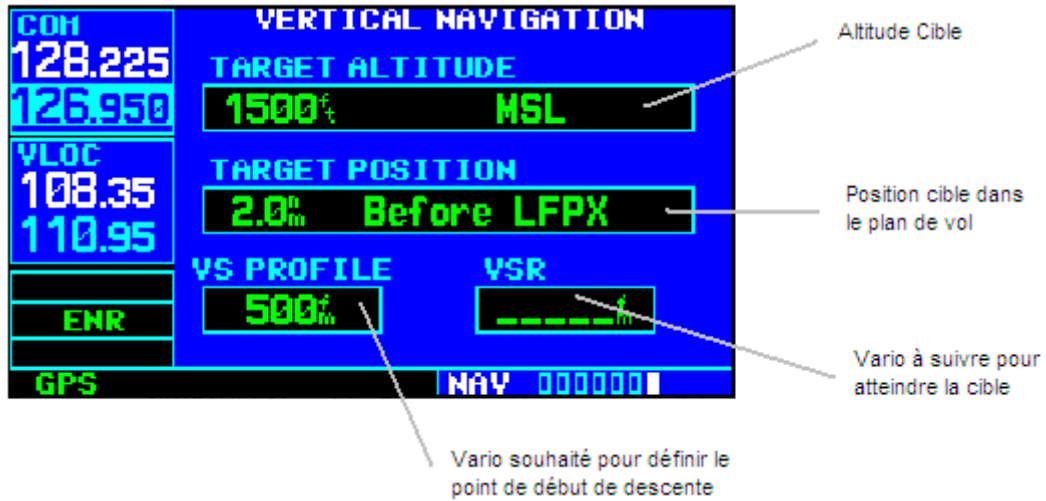 COM
128.225
126.950
VLOC
108.35
110.95
ENR
GPS
VERTICAL NAVIGATION
TARGET ALTITUDE
1500ft MSL
TARGET POSITION
2.0nm Before LFPX
VS PROFILE
500fm
VSR
_____fm
NAV
Altitude Cible
Position cible dans
le plan de vol
Vario à suivre pour
atteindre la cible
Vario souhaité pour définir le
point de début de descente